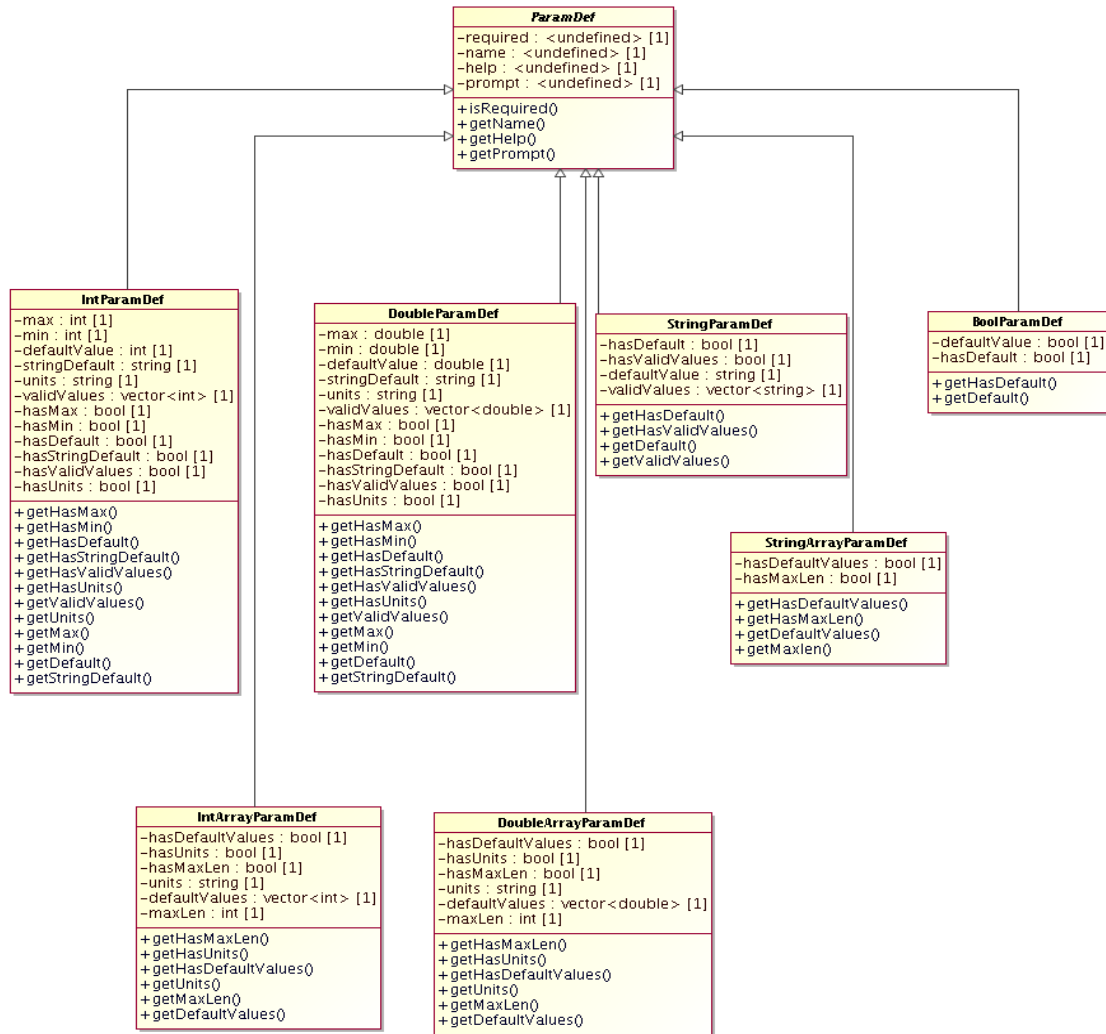 ParamDef
-required : <undefined> [1]
-name : <undefined> [1]
-help : <undefined> [1]
-prompt : <undefined> [1]
+isRequired()
+getName()
+getHelp()
+getPrompt()
IntParamDef
-max : int [1]
-min : int [1]
-defaultValue : int [1]
-stringDefault : string [1]
-units : string [1]
-validValues : vector<int> [1]
-hasMax : bool [1]
-hasMin : bool [1]
-hasDefault : bool [1]
-hasStringDefault : bool [1]
-hasValidValues : bool [1]
-hasUnits : bool [1]
+getHasMax()
+getHasMin()
+getHasDefault()
+getHasStringDefault()
+getHasValidValues()
+getHasUnits()
+getValidValues()
+getUnits()
+getMax()
+getMin()
+getDefault()
+getStringDefault()
DoubleParamDef
-max : double [1]
-min : double [1]
-defaultValue : double [1]
-stringDefault : string [1]
-units : string [1]
-validValues : vector<double> [1]
-hasMax : bool [1]
-hasMin : bool [1]
-hasDefault : bool [1]
-hasStringDefault : bool [1]
-hasValidValues : bool [1]
-hasUnits : bool [1]
+getHasMax()
+getHasMin()
+getHasDefault()
+getHasStringDefault()
+getHasValidValues()
+getHasUnits()
+getValidValues()
+getMax()
+getMin()
+getDefault()
+getStringDefault()
StringParamDef
-hasDefault : bool [1]
-hasValidValues : bool [1]
-defaultValue : string [1]
-validValues : vector<string> [1]
+getHasDefault()
+getHasValidValues()
+getDefault()
+getValidValues()
BoolParamDef
-defaultValue : bool [1]
-hasDefault : bool [1]
+getHasDefault()
+getDefault()
StringArrayParamDef
-hasDefaultValues : bool [1]
-hasMaxLen : bool [1]
+getHasDefaultValues()
+getHasMaxLen()
+getDefaultValues()
+getMaxlen()
IntArrayParamDef
-hasDefaultValues : bool [1]
-hasUnits : bool [1]
-hasMaxLen : bool [1]
-units : string [1]
-defaultValues : vector<int> [1]
-maxLen : int [1]
+getHasMaxLen()
+getHasUnits()
+getHasDefaultValues()
+getUnits()
+getMaxLen()
+getDefaultValues()
DoubleArrayParamDef
-hasDefaultValues : bool [1]
-hasUnits : bool [1]
-hasMaxLen : bool [1]
-units : string [1]
-defaultValues : vector<double> [1]
-maxLen : int [1]
+getHasMaxLen()
+getHasUnits()
+getHasDefaultValues()
+getUnits()
+getMaxLen()
+getDefaultValues()